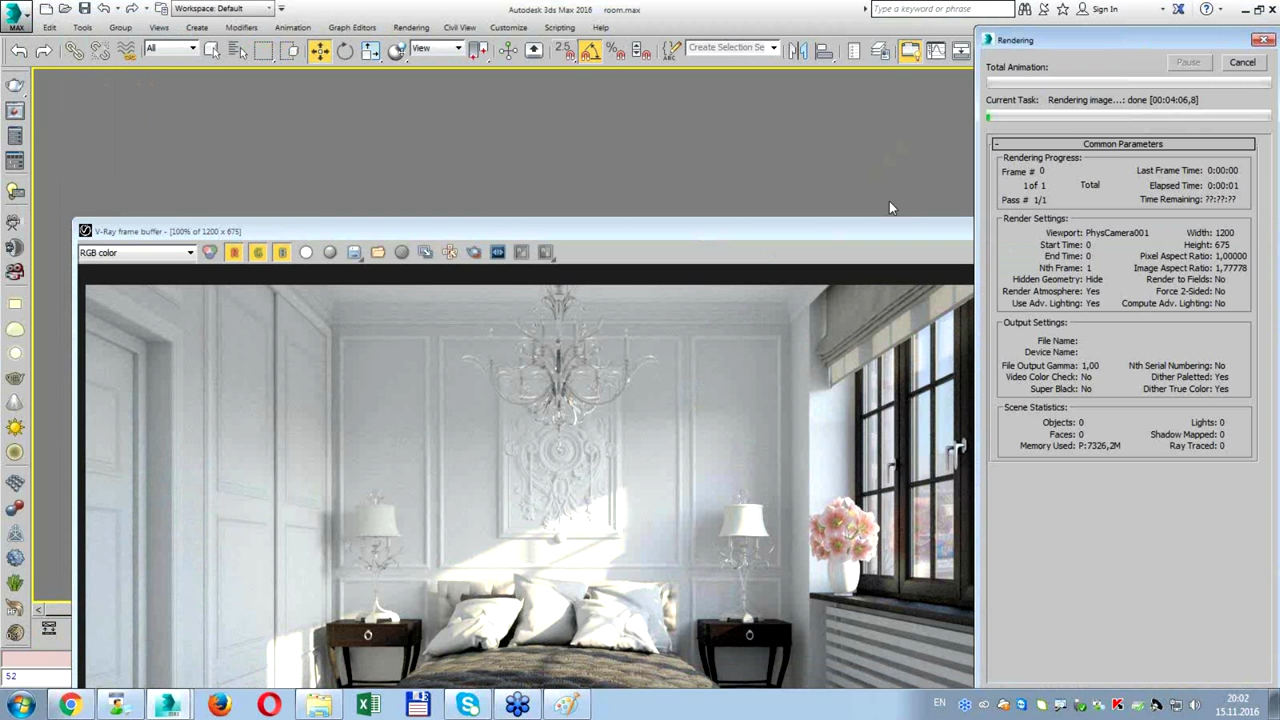 Workspace: Default
Autodesk 3ds Max 2016
room.max
Type a keyword or phrase
Sign In
MAX
Edit
Tools
Group
Views
Create
Modifiers
Animation
Graph Editors
Rendering
Civil View
Customize
Scripting
Help
All
View
2.5
%
ABC
Create Selection Se
Rendering
Total Animation:
Pause
Cancel
Current Task: Rendering image...: done [00:04:06,8]
- Common Parameters
Rendering Progress:
Frame # 0
Last Frame Time: 0:00:00
1 of 1 Total
Elapsed Time: 0:00:01
Pass # 1/1
Time Remaining: ??:??:??
Render Settings:
Viewport: PhysCamera001
Width: 1200
Start Time: 0
Height: 675
End Time: 0
Pixel Aspect Ratio: 1,00000
Nth Frame: 1
Image Aspect Ratio: 1,77778
Hidden Geometry: Hide
Render to Fields: No
Render Atmosphere: Yes
Force 2-Sided: No
Use Adv. Lighting: Yes
Compute Adv. Lighting: No
Output Settings:
File Name:
Device Name:
File Output Gamma: 1,00
Nth Serial Numbering: No
Video Color Check: No
Dither Paletted: Yes
Super Black: No
Dither True Color: Yes
Scene Statistics:
Objects: 0
Lights: 0
Faces: 0
Shadow Mapped: 0
Memory Used: P:7326,2M
Ray Traced: 0
V-Ray frame buffer - [100% of 1200 x 675]
RGB color
52
EN
20:02
15.11.2016